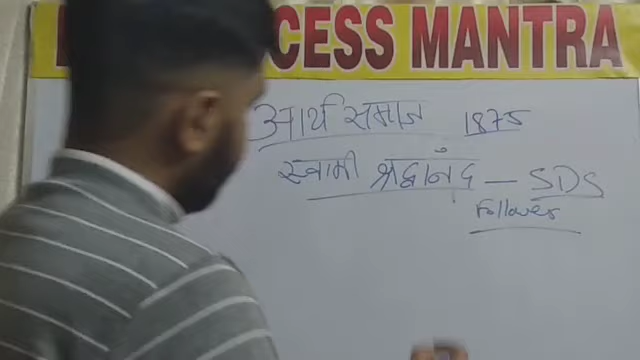 CESS MANTRA
आर्य समाज 1875
स्वामी श्रद्धानंद — SDS
Follower